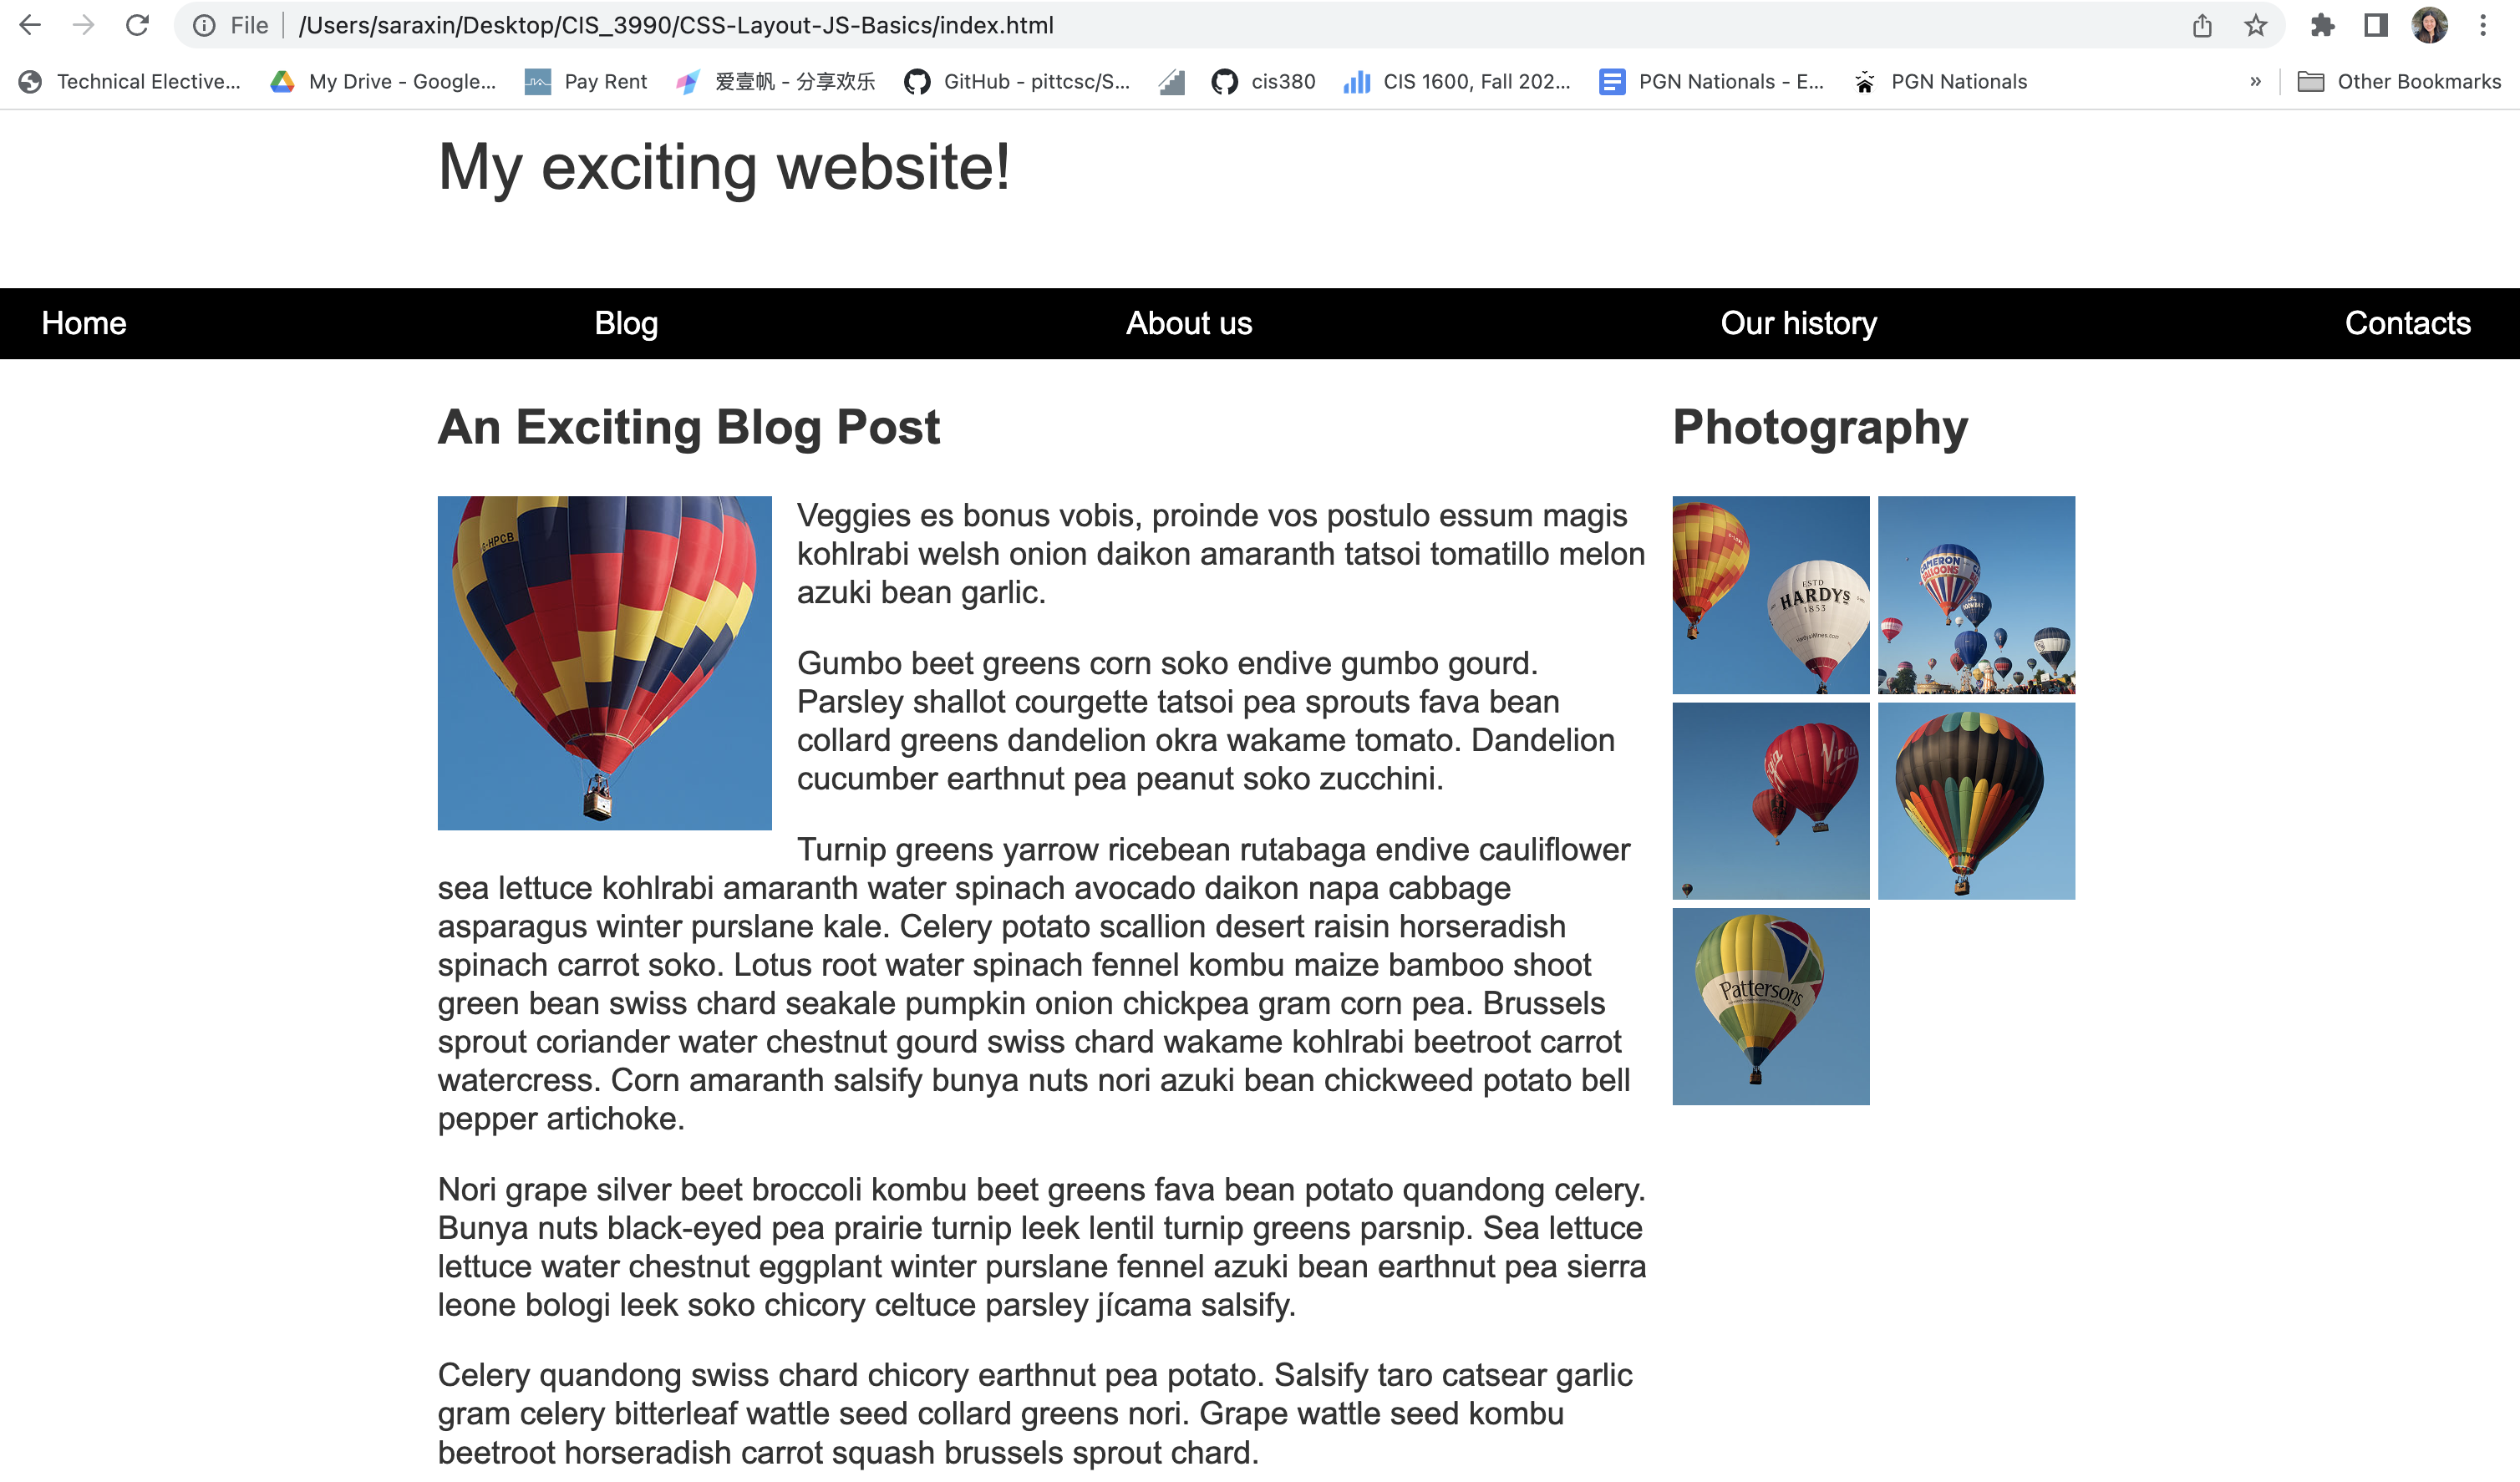 File /Users/saraxin/Desktop/CIS_3990/CSS-Layout-JS-Basics/index.html
Technical Elective... My Drive - Google... Pay Rent 爱壹帆 - 分享欢乐 GitHub - pittcsc/S... cis380 CIS 1600, Fall 202... PGN Nationals - E... PGN Nationals » Other Bookmarks
My exciting website!
Home Blog About us Our history Contacts
An Exciting Blog Post
G-HPCB
Veggies es bonus vobis, proinde vos postulo essum magis
kohlrabi welsh onion daikon amaranth tatsoi tomatillo melon
azuki bean garlic.
Gumbo beet greens corn soko endive gumbo gourd.
Parsley shallot courgette tatsoi pea sprouts fava bean
collard greens dandelion okra wakame tomato. Dandelion
cucumber earthnut pea peanut soko zucchini.
Turnip greens yarrow ricebean rutabaga endive cauliflower
sea lettuce kohlrabi amaranth water spinach avocado daikon napa cabbage
asparagus winter purslane kale. Celery potato scallion desert raisin horseradish
spinach carrot soko. Lotus root water spinach fennel kombu maize bamboo shoot
green bean swiss chard seakale pumpkin onion chickpea gram corn pea. Brussels
sprout coriander water chestnut gourd swiss chard wakame kohlrabi beetroot carrot
watercress. Corn amaranth salsify bunya nuts nori azuki bean chickweed potato bell
pepper artichoke.
Nori grape silver beet broccoli kombu beet greens fava bean potato quandong celery.
Bunya nuts black-eyed pea prairie turnip leek lentil turnip greens parsnip. Sea lettuce
lettuce water chestnut eggplant winter purslane fennel azuki bean earthnut pea sierra
leone bologi leek soko chicory celtuce parsley jícama salsify.
Celery quandong swiss chard chicory earthnut pea potato. Salsify taro catsear garlic
gram celery bitterleaf wattle seed collard greens nori. Grape wattle seed kombu
beetroot horseradish carrot squash brussels sprout chard.
Photography
ESTD
HARDYs
1853
HardysWines.com
CAMERON
BALLOONS
Virgin
Pattersons